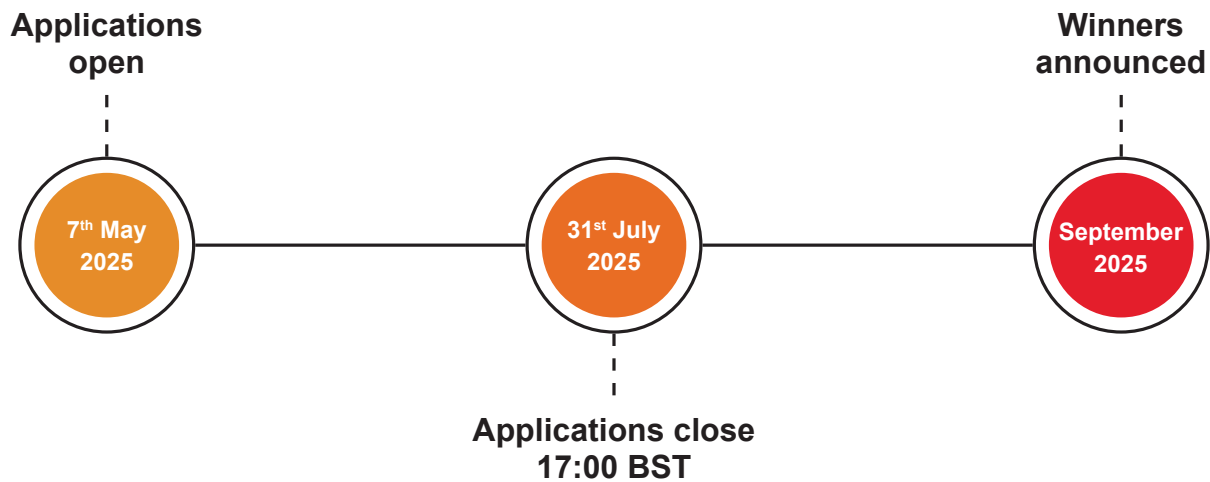 Applications
open
7th May
2025
31st July
2025
Applications close
17:00 BST
Winners
announced
September
2025